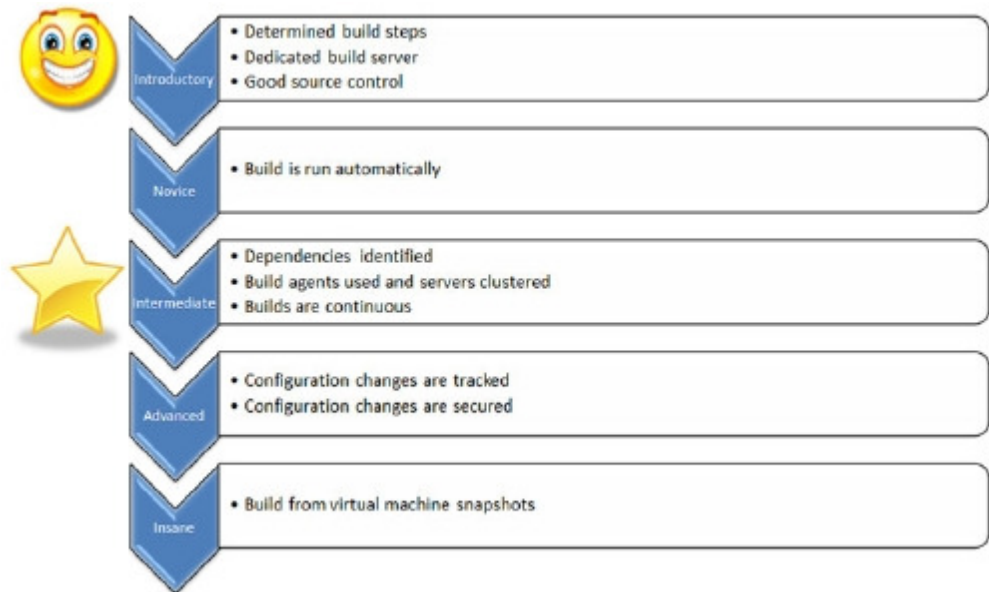 Introductory
• Determined build steps
• Dedicated build server
• Good source control
Novice
• Build is run automatically
Intermediate
• Dependencies identified
• Build agents used and servers clustered
• Builds are continuous
Advanced
• Configuration changes are tracked
• Configuration changes are secured
Insane
• Build from virtual machine snapshots